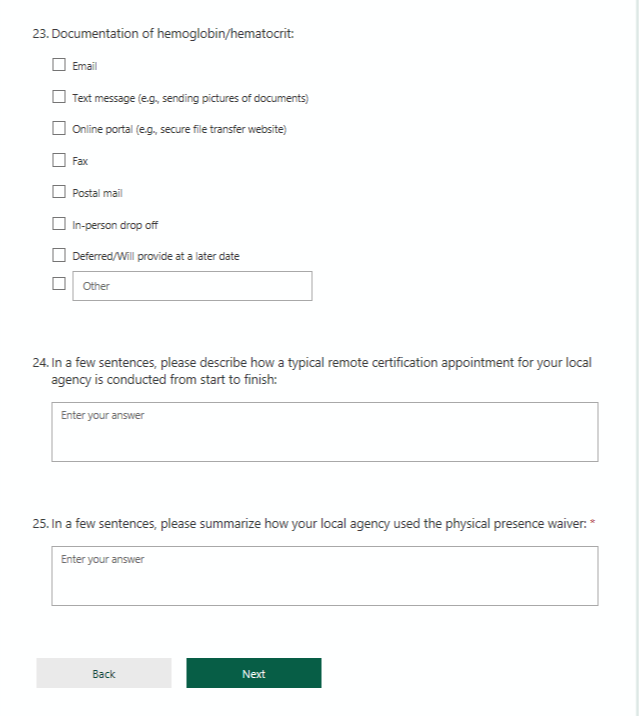 23. Documentation of hemoglobin/hematocrit:
Email
Text message (e.g., sending pictures of documents)
Online portal (e.g., secure file transfer website)
Fax
Postal mail
In-person drop off
Deferred/Will provide at a later date
Other
24. In a few sentences, please describe how a typical remote certification appointment for your local
agency is conducted from start to finish:
Enter your answer
25. In a few sentences, please summarize how your local agency used the physical presence waiver: *
Enter your answer
Back
Next